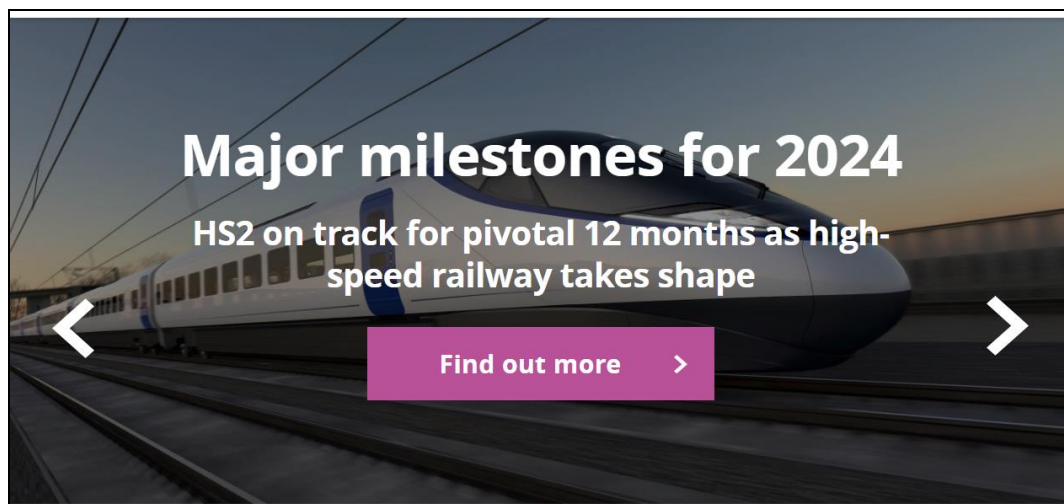 Major milestones for 2024
HS2 on track for pivotal 12 months as high-
speed railway takes shape
Find out more